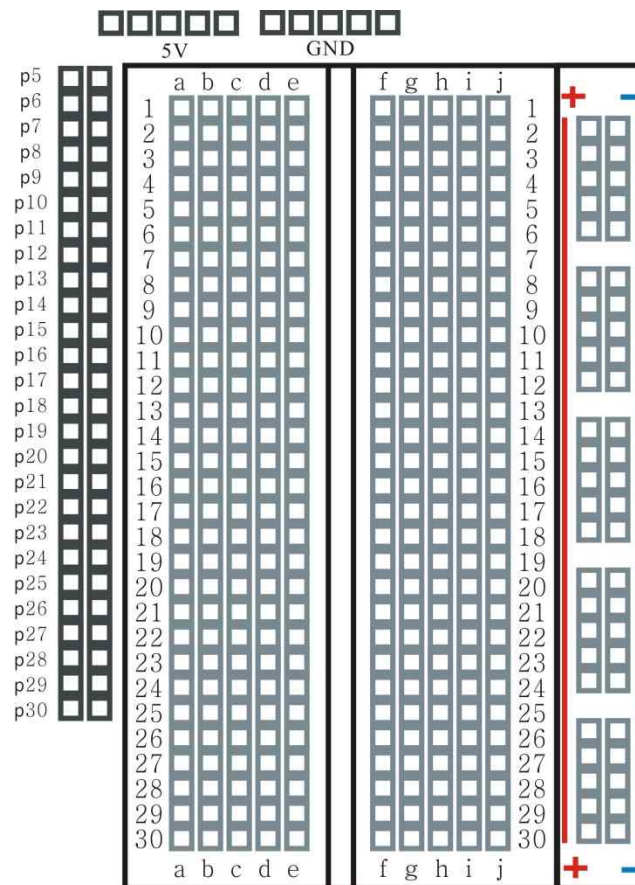 5V GND
a b c d e f g h i j
+ −
p5
p6
p7
p8
p9
p10
p11
p12
p13
p14
p15
p16
p17
p18
p19
p20
p21
p22
p23
p24
p25
p26
p27
p28
p29
p30
1 1
2 2
3 3
4 4
5 5
6 6
7 7
8 8
9 9
10 10
11 11
12 12
13 13
14 14
15 15
16 16
17 17
18 18
19 19
20 20
21 21
22 22
23 23
24 24
25 25
26 26
27 27
28 28
29 29
30 30
a b c d e f g h i j
+ −